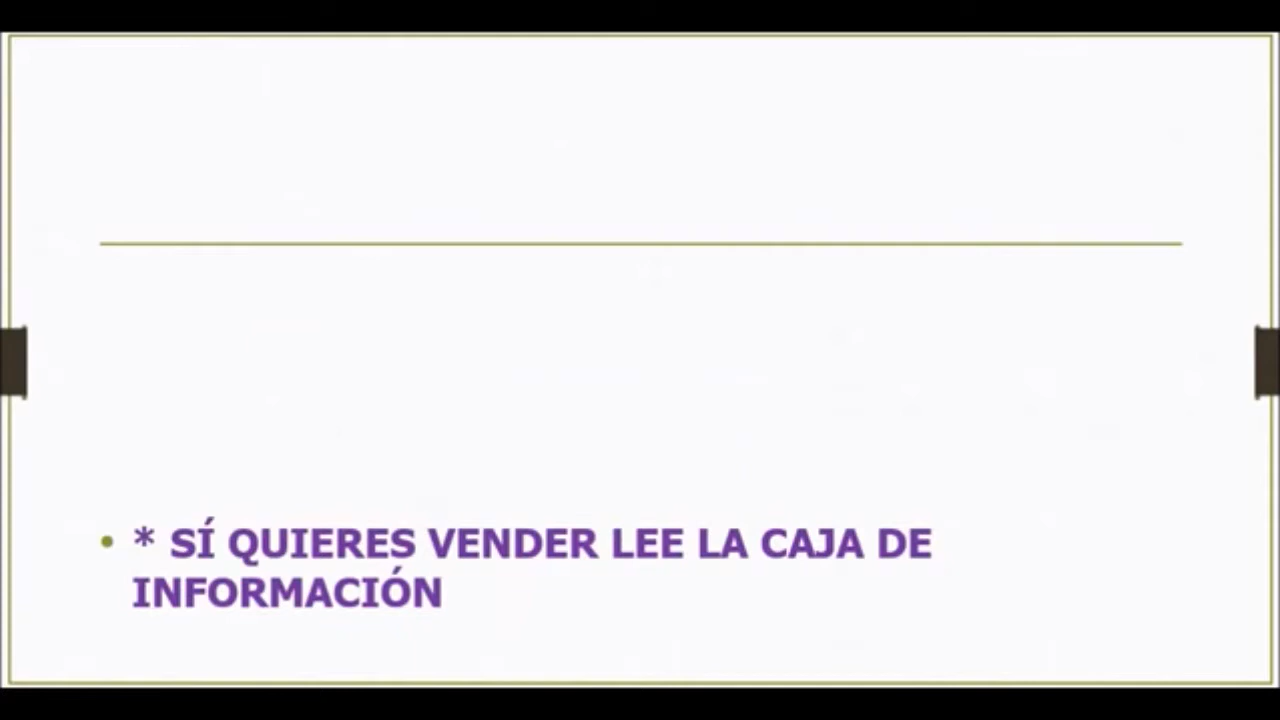 • * SÍ QUIERES VENDER LEE LA CAJA DE
INFORMACIÓN